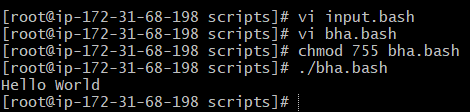 [root@ip-172-31-68-198 scripts]# vi input.bash
[root@ip-172-31-68-198 scripts]# vi bha.bash
[root@ip-172-31-68-198 scripts]# chmod 755 bha.bash
[root@ip-172-31-68-198 scripts]# ./bha.bash
Hello World
[root@ip-172-31-68-198 scripts]#